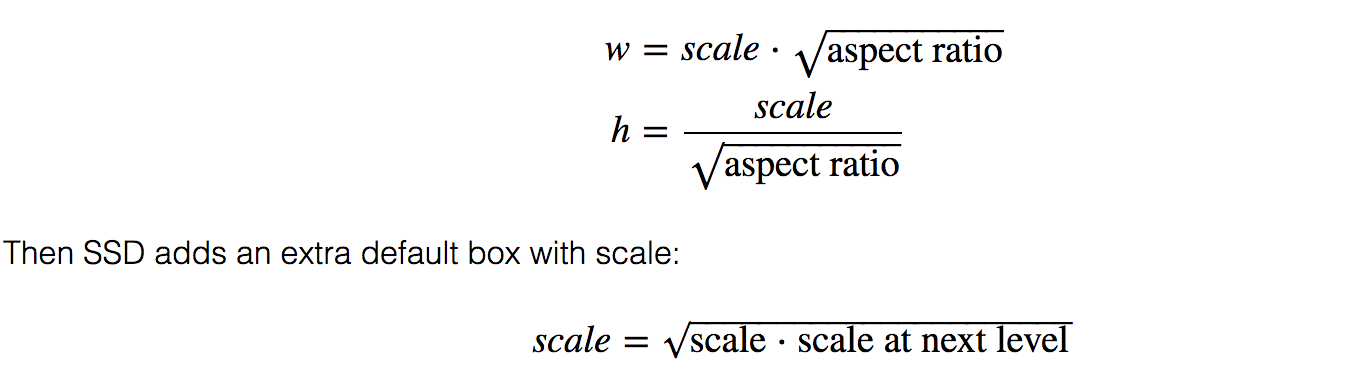 w = scale · √aspect ratio
h = scale / √aspect ratio
Then SSD adds an extra default box with scale:
scale = √scale · scale at next level